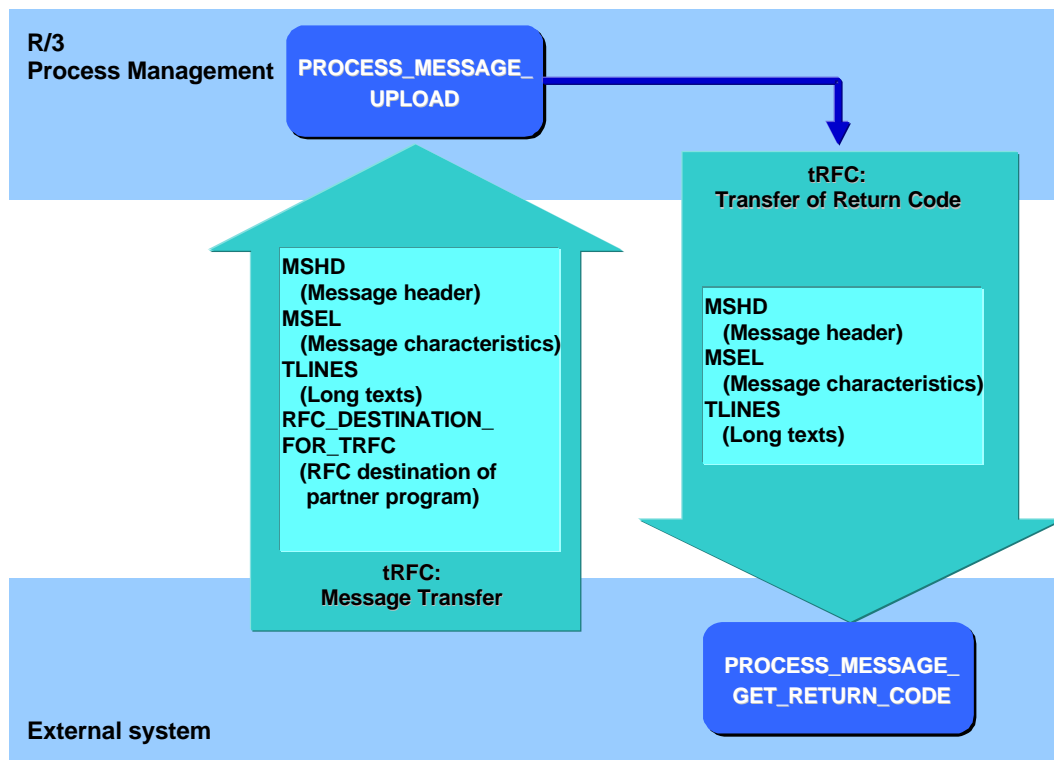 R/3
Process Management
PROCESS_MESSAGE_
UPLOAD
tRFC:
Transfer of Return Code
MSHD
(Message header)
MSEL
(Message characteristics)
TLINES
(Long texts)
RFC_DESTINATION_
FOR_TRFC
(RFC destination of
partner program)
tRFC:
Message Transfer
MSHD
(Message header)
MSEL
(Message characteristics)
TLINES
(Long texts)
PROCESS_MESSAGE_
GET_RETURN_CODE
External system